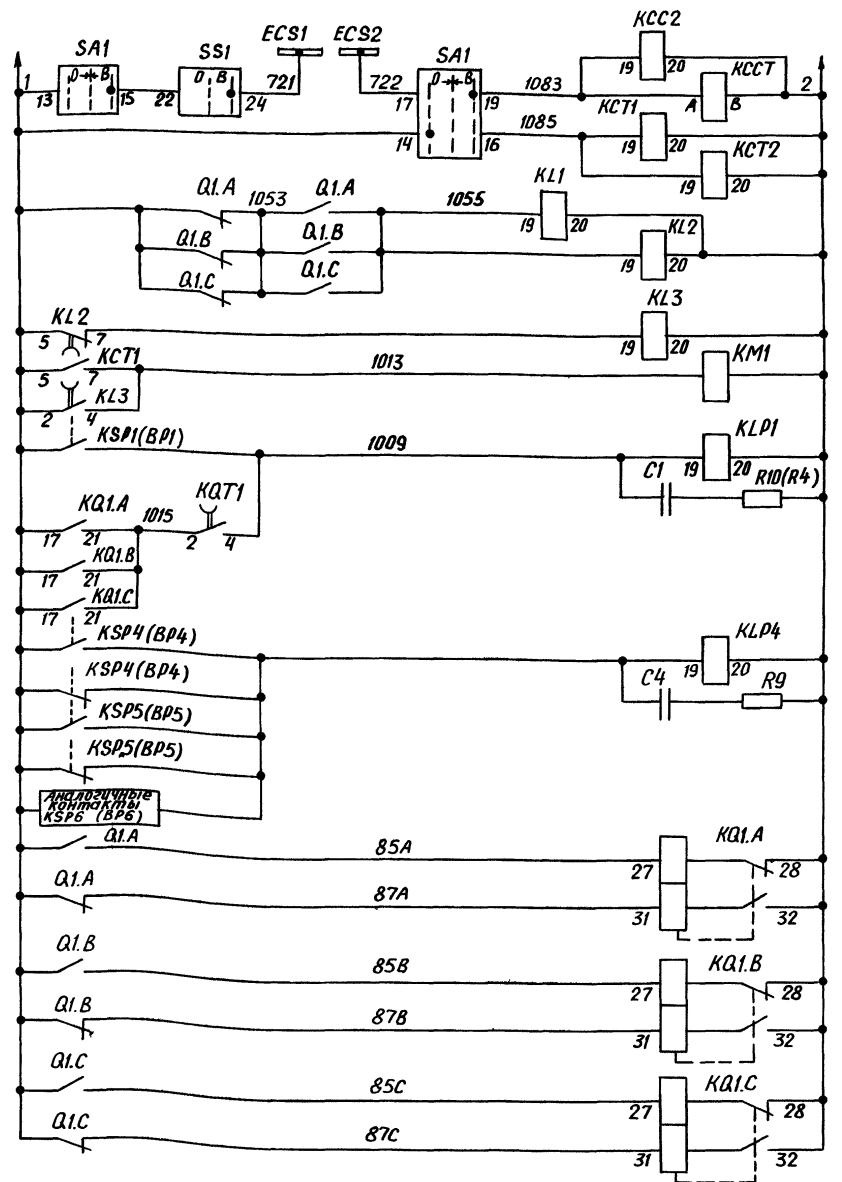 KCC2
ECS1 ECS2
SA1 SS1 SA1
19 20 KCCT
1 O B O B 721 722 O B 1083 2
13 15 22 24 17 19 A B
KCT1
1085
14 16 19 20 KCT2
19 20
Q1.A 1053 Q1.A 1055 KL1
19 20 KL2
Q1.B Q1.B
19 20
Q1.C Q1.C
KL3
KL2
5 7 19 20
KCT1 1013 KM1
5 7
KL3
2 4
KSP1(BP1) 1009 KLP1
19 20
C1 R10(R4)
KQ1.A 1015 KQT1
17 21 2 4
KQ1.B
17 21
KQ1.C
17 21
KSP4(BP4) KLP4
19 20
KSP4(BP4) C4 R9
KSP5(BP5)
KSP5(BP5)
Аналогичные
контакты
KSP6 (BP6)
Q1.A 85A KQ1.A
27 28
Q1.A 87A
31 32
Q1.B 85B KQ1.B
27 28
Q1.B 87B
31 32
Q1.C 85C KQ1.C
27 28
Q1.C 87C
31 32